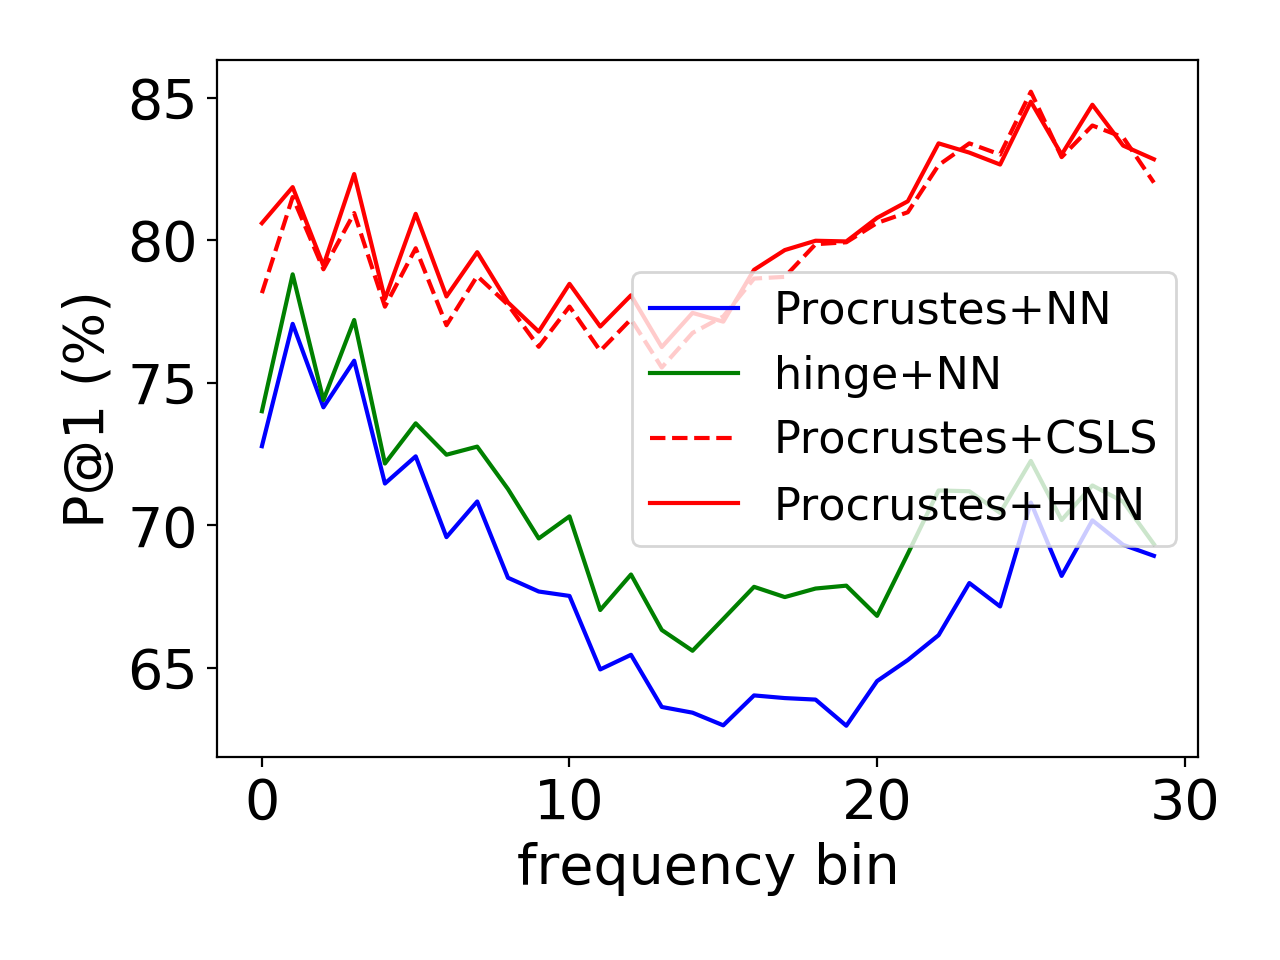 85
80
75
70
65
P@1 (%)
Procrustes+NN
hinge+NN
Procrustes+CSLS
Procrustes+HNN
0 10 20 30
frequency bin